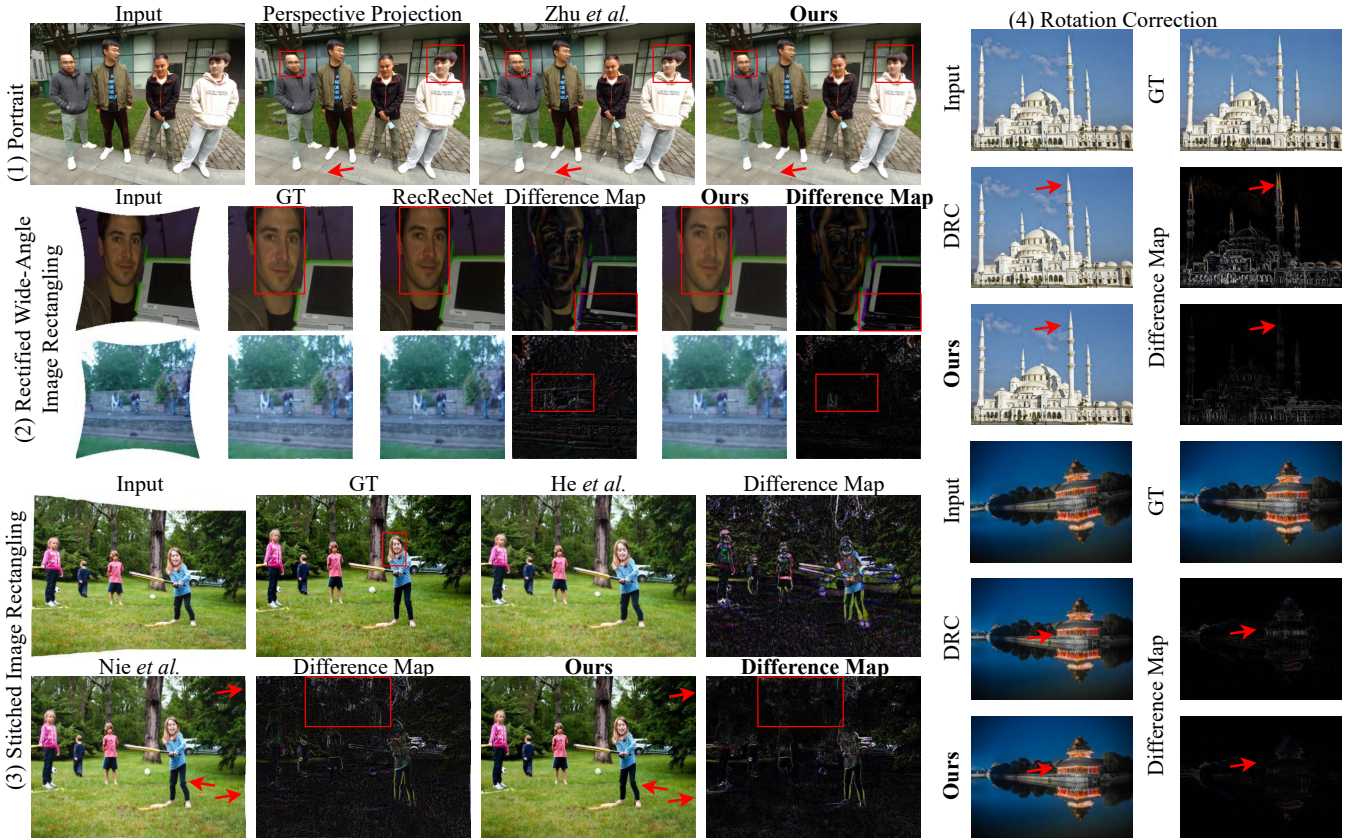 Input Perspective Projection Zhu et al. Ours
(1) Portrait
Input GT RecRecNet Difference Map Ours Difference Map
(2) Rectified Wide-Angle
Image Rectangling
Input GT He et al. Difference Map
(3) Stitched Image Rectangling
Nie et al. Difference Map Ours Difference Map
(4) Rotation Correction
Input GT
DRC
Difference Map
Ours
Input GT
DRC
Difference Map
Ours